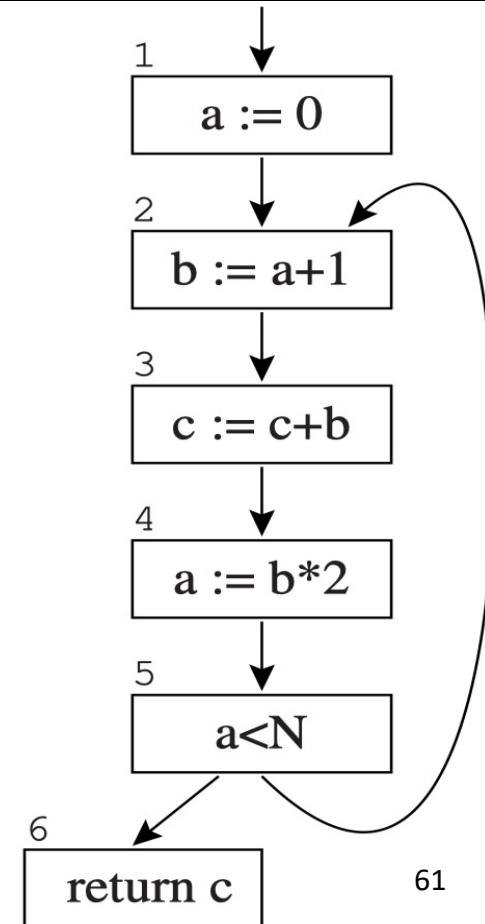 1
a := 0
2
b := a+1
3
c := c+b
4
a := b*2
5
a<N
6
return c
61